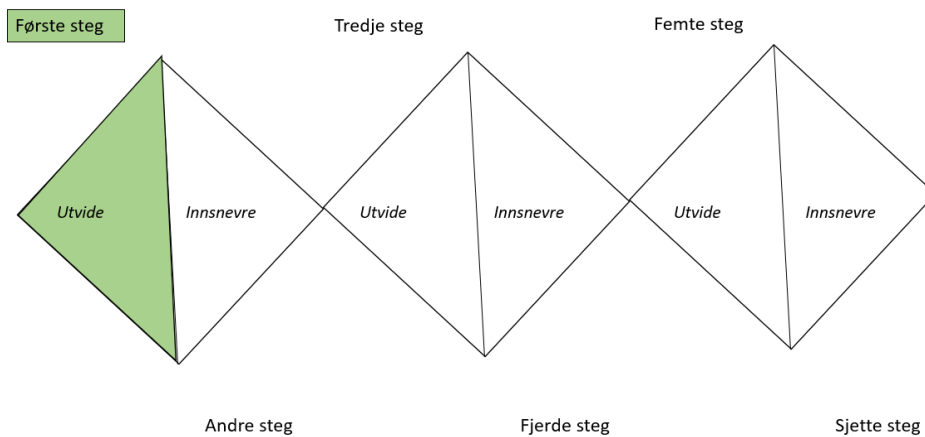 Første steg
Tredje steg
Femte steg
Utvide
Innsnevre
Utvide
Innsnevre
Utvide
Innsnevre
Andre steg
Fjerde steg
Sjette steg